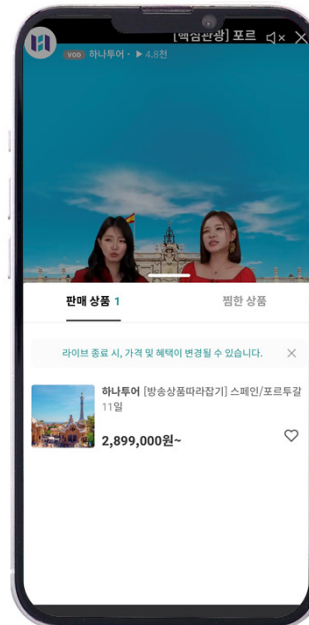 [핵심관광] 포르
VOD 하나투어 · ▶ 4.8천
판매 상품 1
찜한 상품
라이브 종료 시, 가격 및 혜택이 변경될 수 있습니다.
하나투어 [방송상품따라잡기] 스페인/포르투갈
11일
2,899,000원~